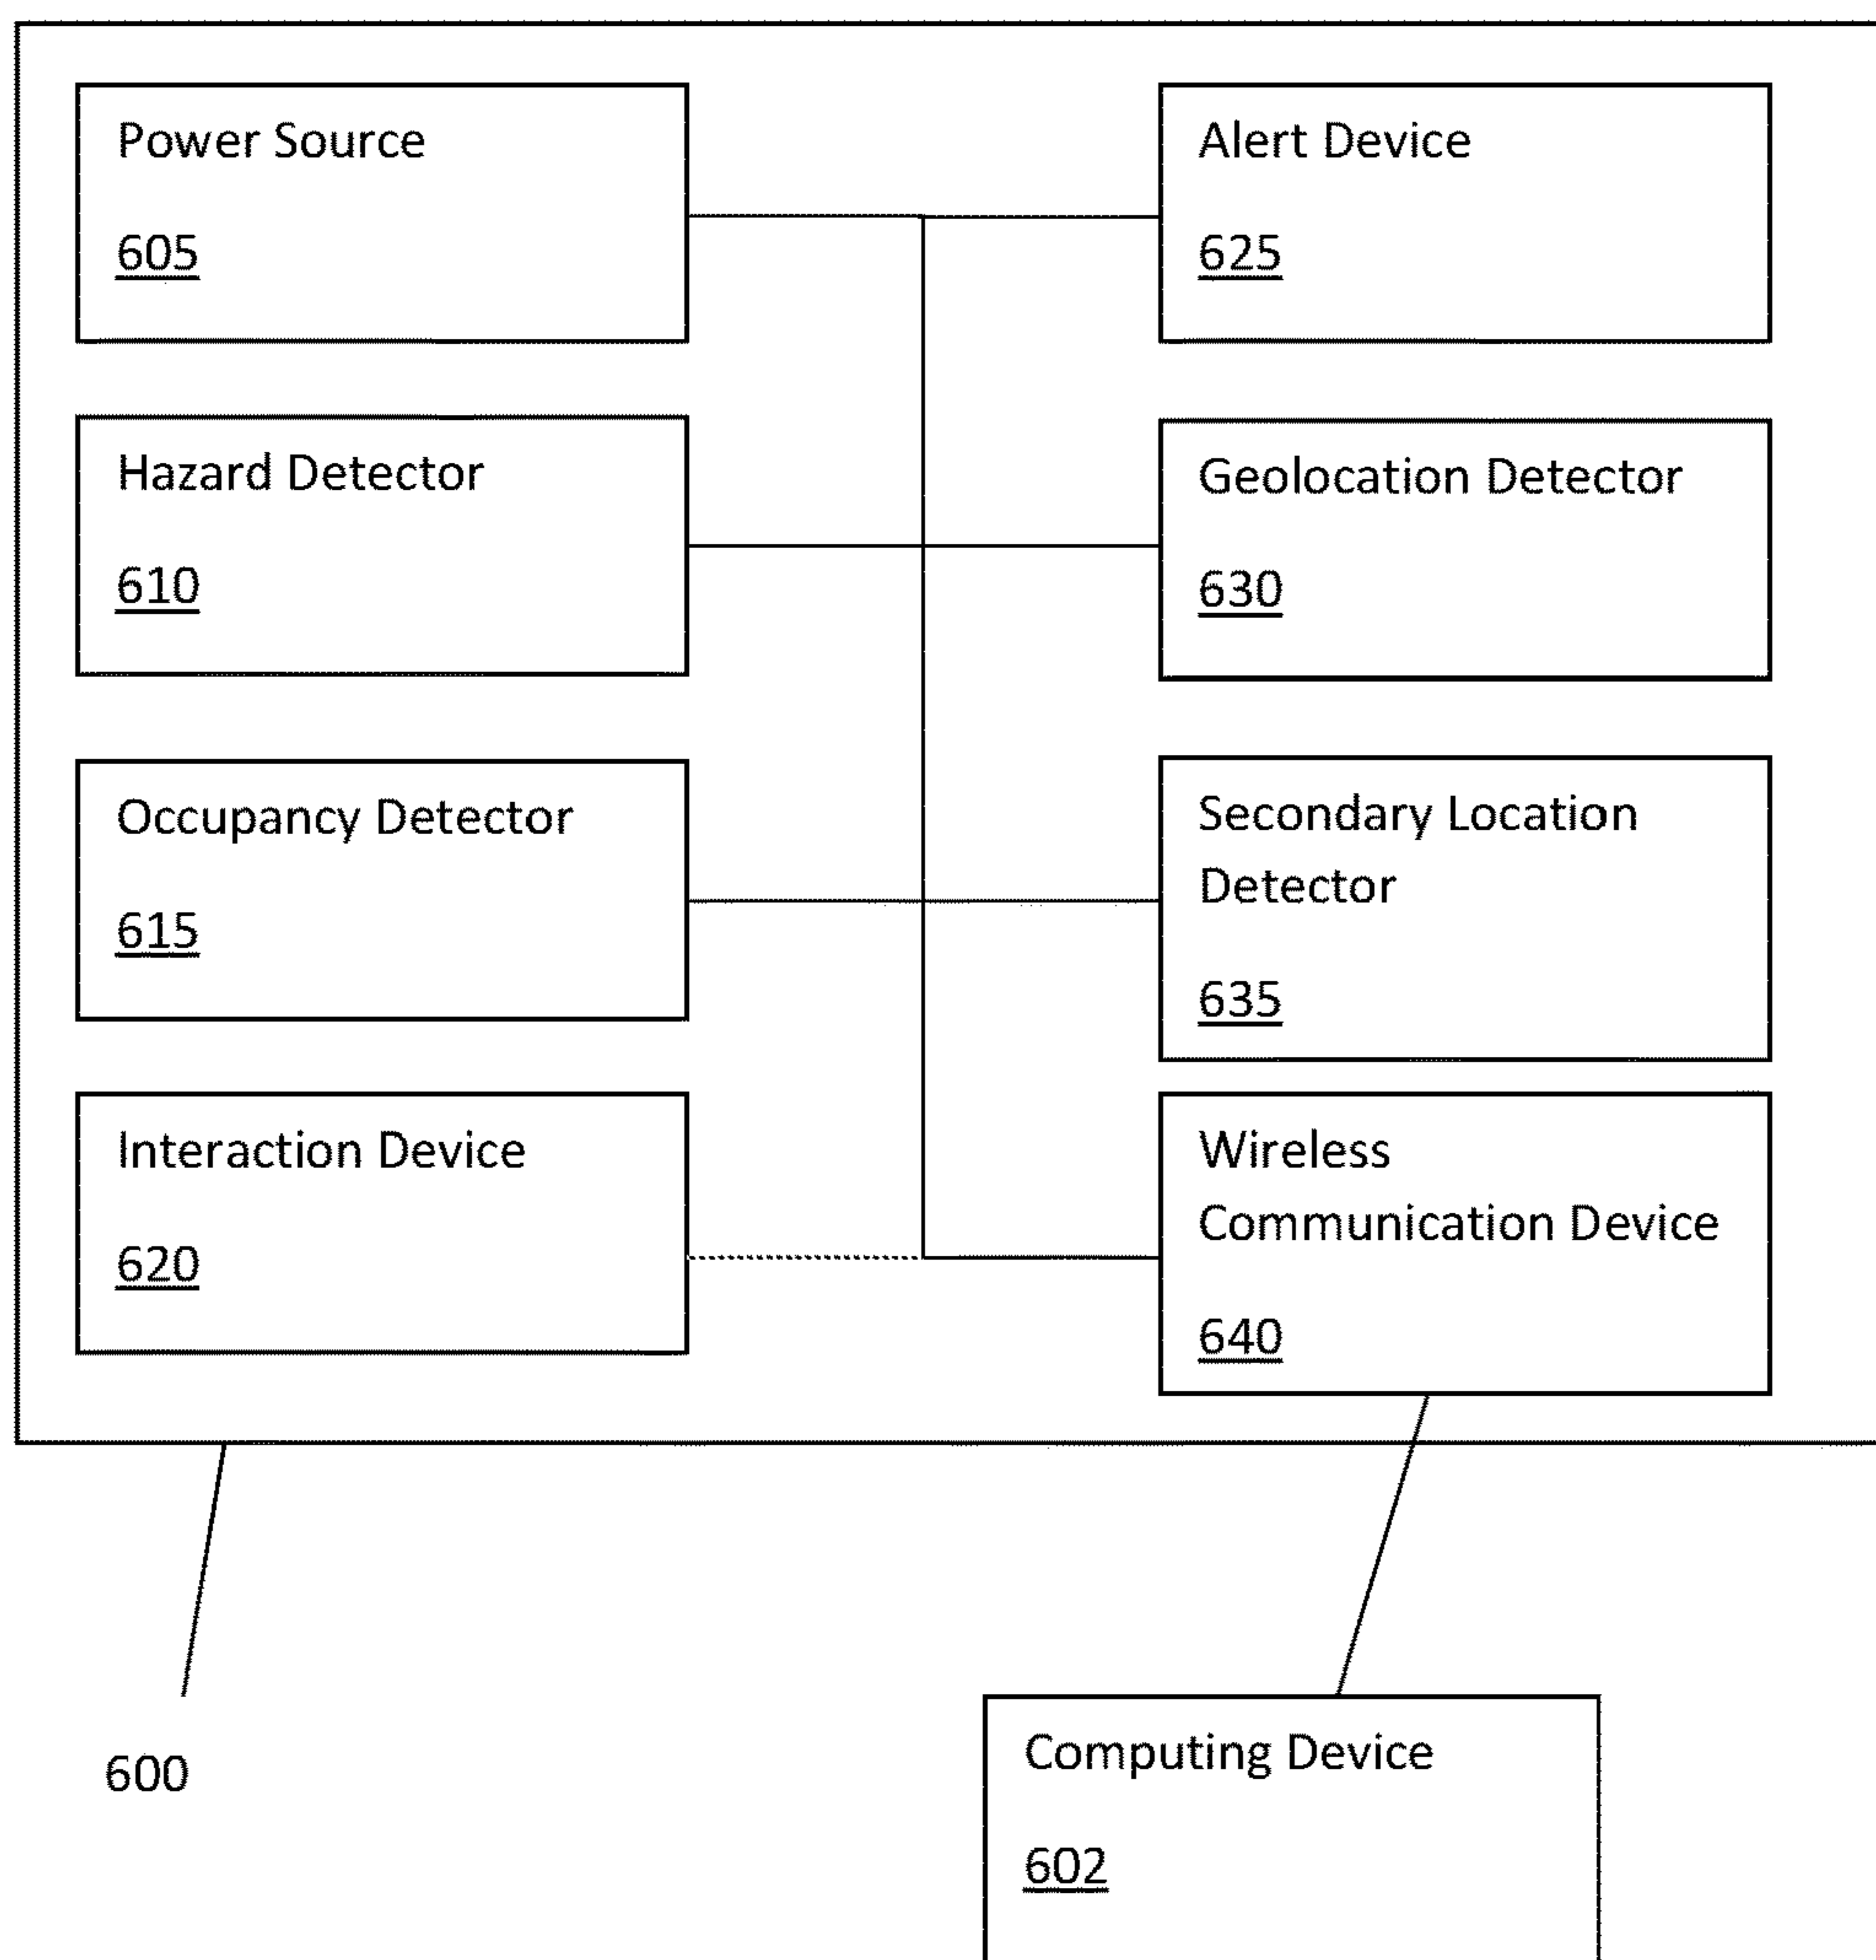 Power Source
605
Alert Device
625
Hazard Detector
610
Geolocation Detector
630
Occupancy Detector
615
Secondary Location
Detector
635
Interaction Device
620
Wireless
Communication Device
640
600
Computing Device
602